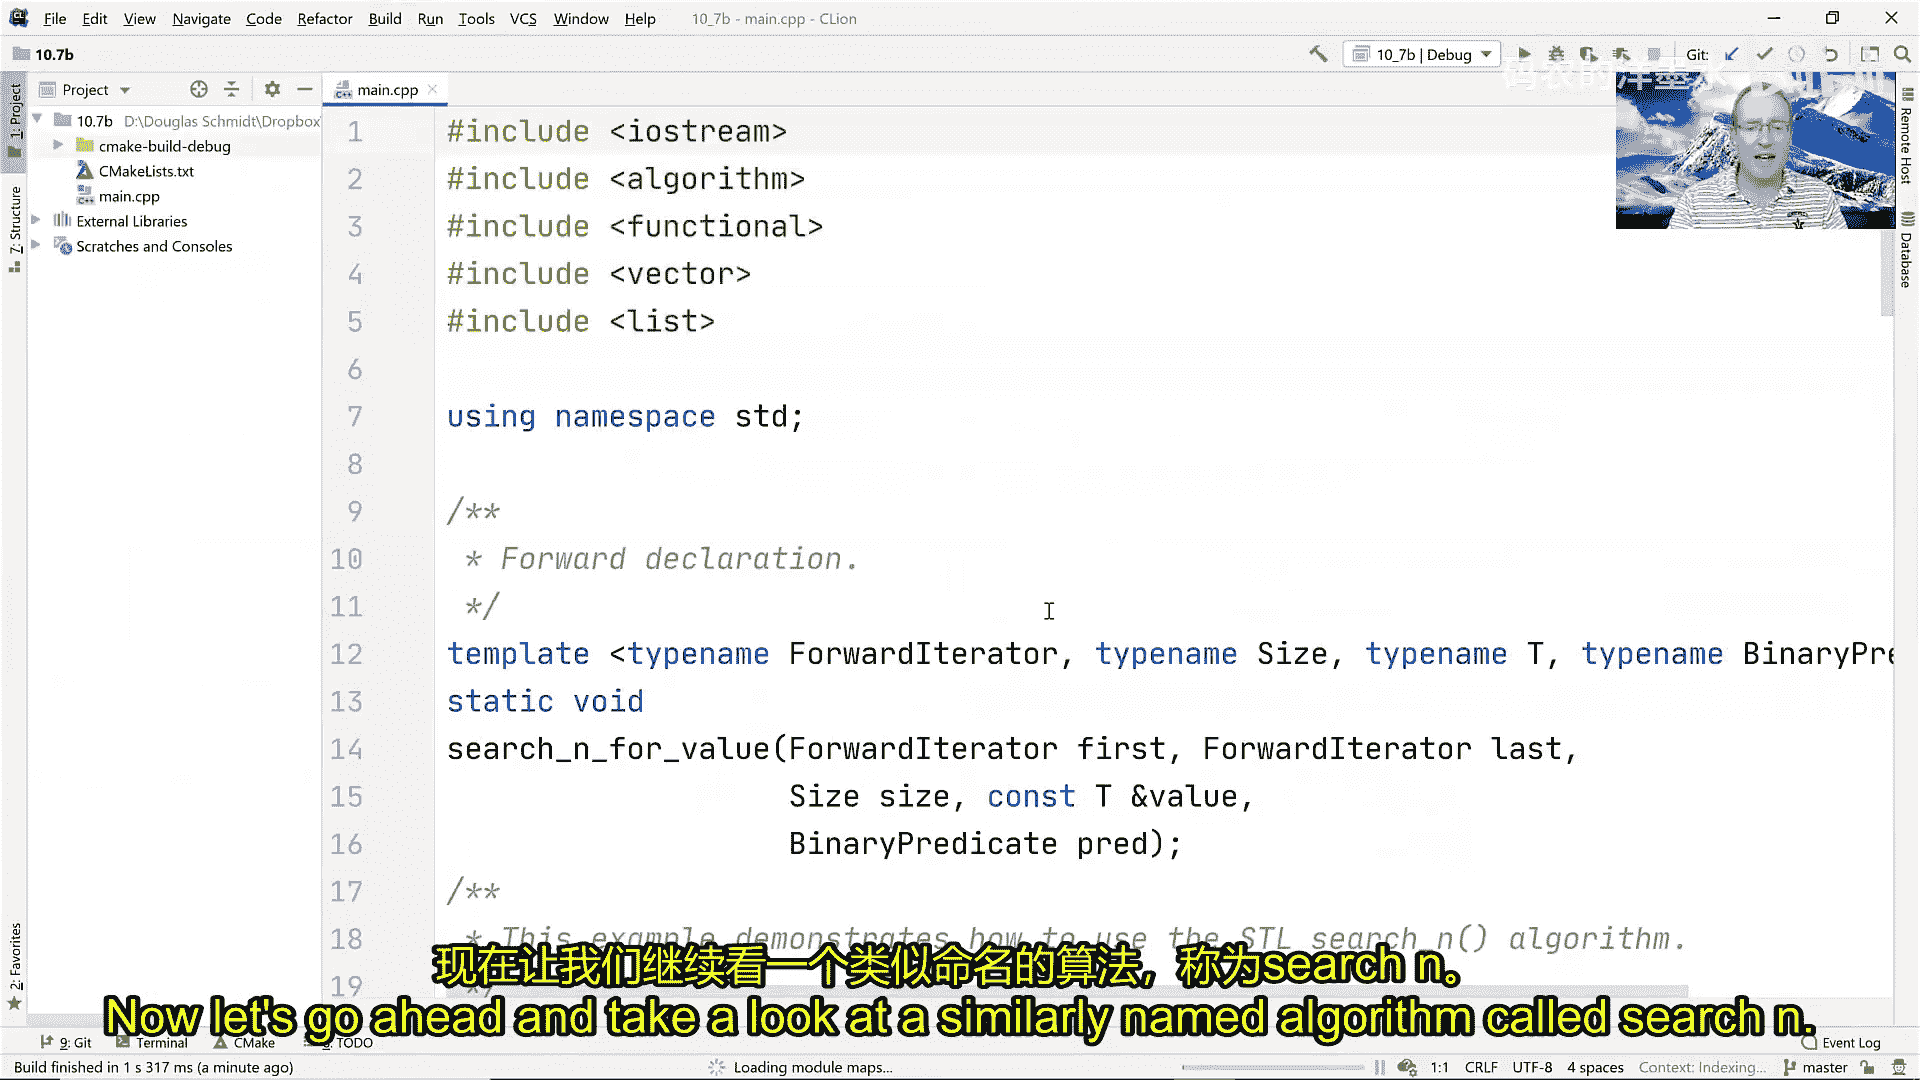 File Edit View Navigate Code Refactor Build Run Tools VCS Window Help 10_7b - main.cpp - CLion
10.7b
10_7b | Debug
Git:
Project
main.cpp
1: Project
7: Structure
2: Favorites
10.7b D:\Douglas Schmidt\Dropbox
cmake-build-debug
CMakeLists.txt
main.cpp
External Libraries
Scratches and Consoles
1 #include <iostream>
2 #include <algorithm>
3 #include <functional>
4 #include <vector>
5 #include <list>
6
7 using namespace std;
8
9 /**
10 * Forward declaration.
11 */
12 template <typename ForwardIterator, typename Size, typename T, typename BinaryPre
13 static void
14 search_n_for_value(ForwardIterator first, ForwardIterator last,
15 Size size, const T &value,
16 BinaryPredicate pred);
17 /**
18 * This example demonstrates how to use the STL search_n() algorithm.
19 */
Remote Host
Database
现在让我们继续看一个类似命名的算法，称为search n。
Now let's go ahead and take a look at a similarly named algorithm called search n.
9: Git Terminal CMake 6: TODO
Event Log
Build finished in 1 s 317 ms (a minute ago)
Loading module maps...
1:1 CRLF UTF-8 4 spaces Context: Indexing... master